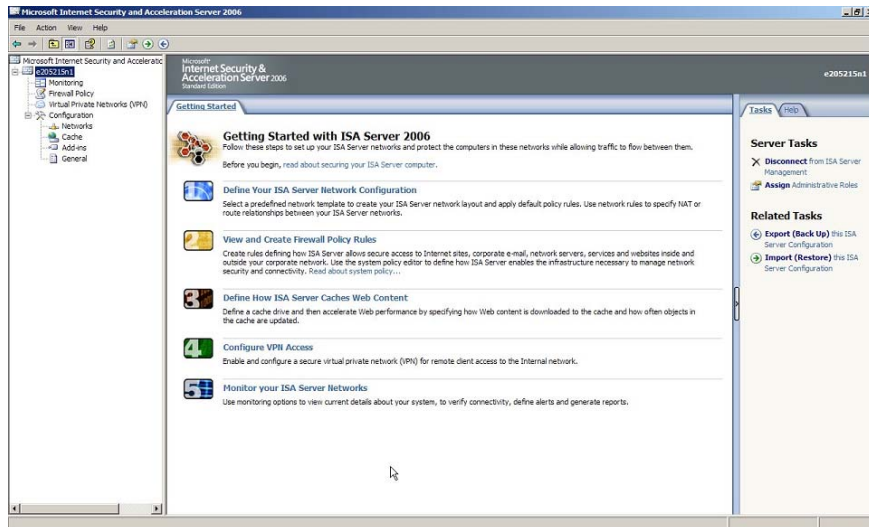 Microsoft Internet Security and Acceleration Server 2006
File Action View Help
Microsoft Internet Security and Acceleratic
e205215n1
Monitoring
Firewall Policy
Virtual Private Networks (VPN)
Configuration
Networks
Cache
Add-ins
General
Microsoft
Internet Security &
Acceleration Server 2006
Standard Edition
e205215n1
Getting Started
Getting Started with ISA Server 2006
Follow these steps to set up your ISA Server networks and protect the computers in these networks while allowing traffic to flow between them.
Before you begin, read about securing your ISA Server computer.
1
Define Your ISA Server Network Configuration
Select a predefined network template to create your ISA Server network layout and apply default policy rules. Use network rules to specify NAT or
route relationships between your ISA Server networks.
2
View and Create Firewall Policy Rules
Create rules defining how ISA Server allows secure access to Internet sites, corporate e-mail, network servers, services and websites inside and
outside your corporate network. Use the system policy editor to define how ISA Server enables the infrastructure necessary to manage network
security and connectivity. Read about system policy...
3
Define How ISA Server Caches Web Content
Define a cache drive and then accelerate Web performance by specifying how Web content is downloaded to the cache and how often objects in
the cache are updated.
4
Configure VPN Access
Enable and configure a secure virtual private network (VPN) for remote client access to the Internal network.
5
Monitor your ISA Server Networks
Use monitoring options to view current details about your system, to verify connectivity, define alerts and generate reports.
Tasks Help
Server Tasks
Disconnect from ISA Server
Management
Assign Administrative Roles
Related Tasks
Export (Back Up) this ISA
Server Configuration
Import (Restore) this ISA
Server Configuration